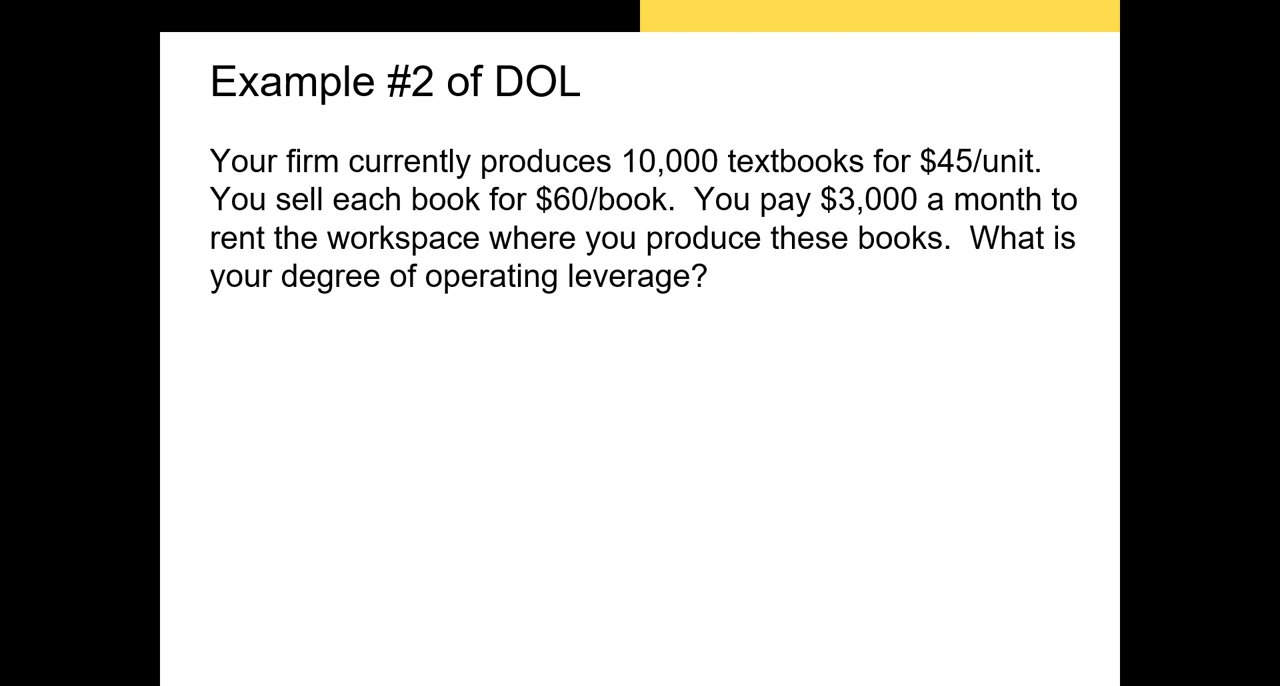 Example #2 of DOL
Your firm currently produces 10,000 textbooks for $45/unit.
You sell each book for $60/book.  You pay $3,000 a month to
rent the workspace where you produce these books.  What is
your degree of operating leverage?